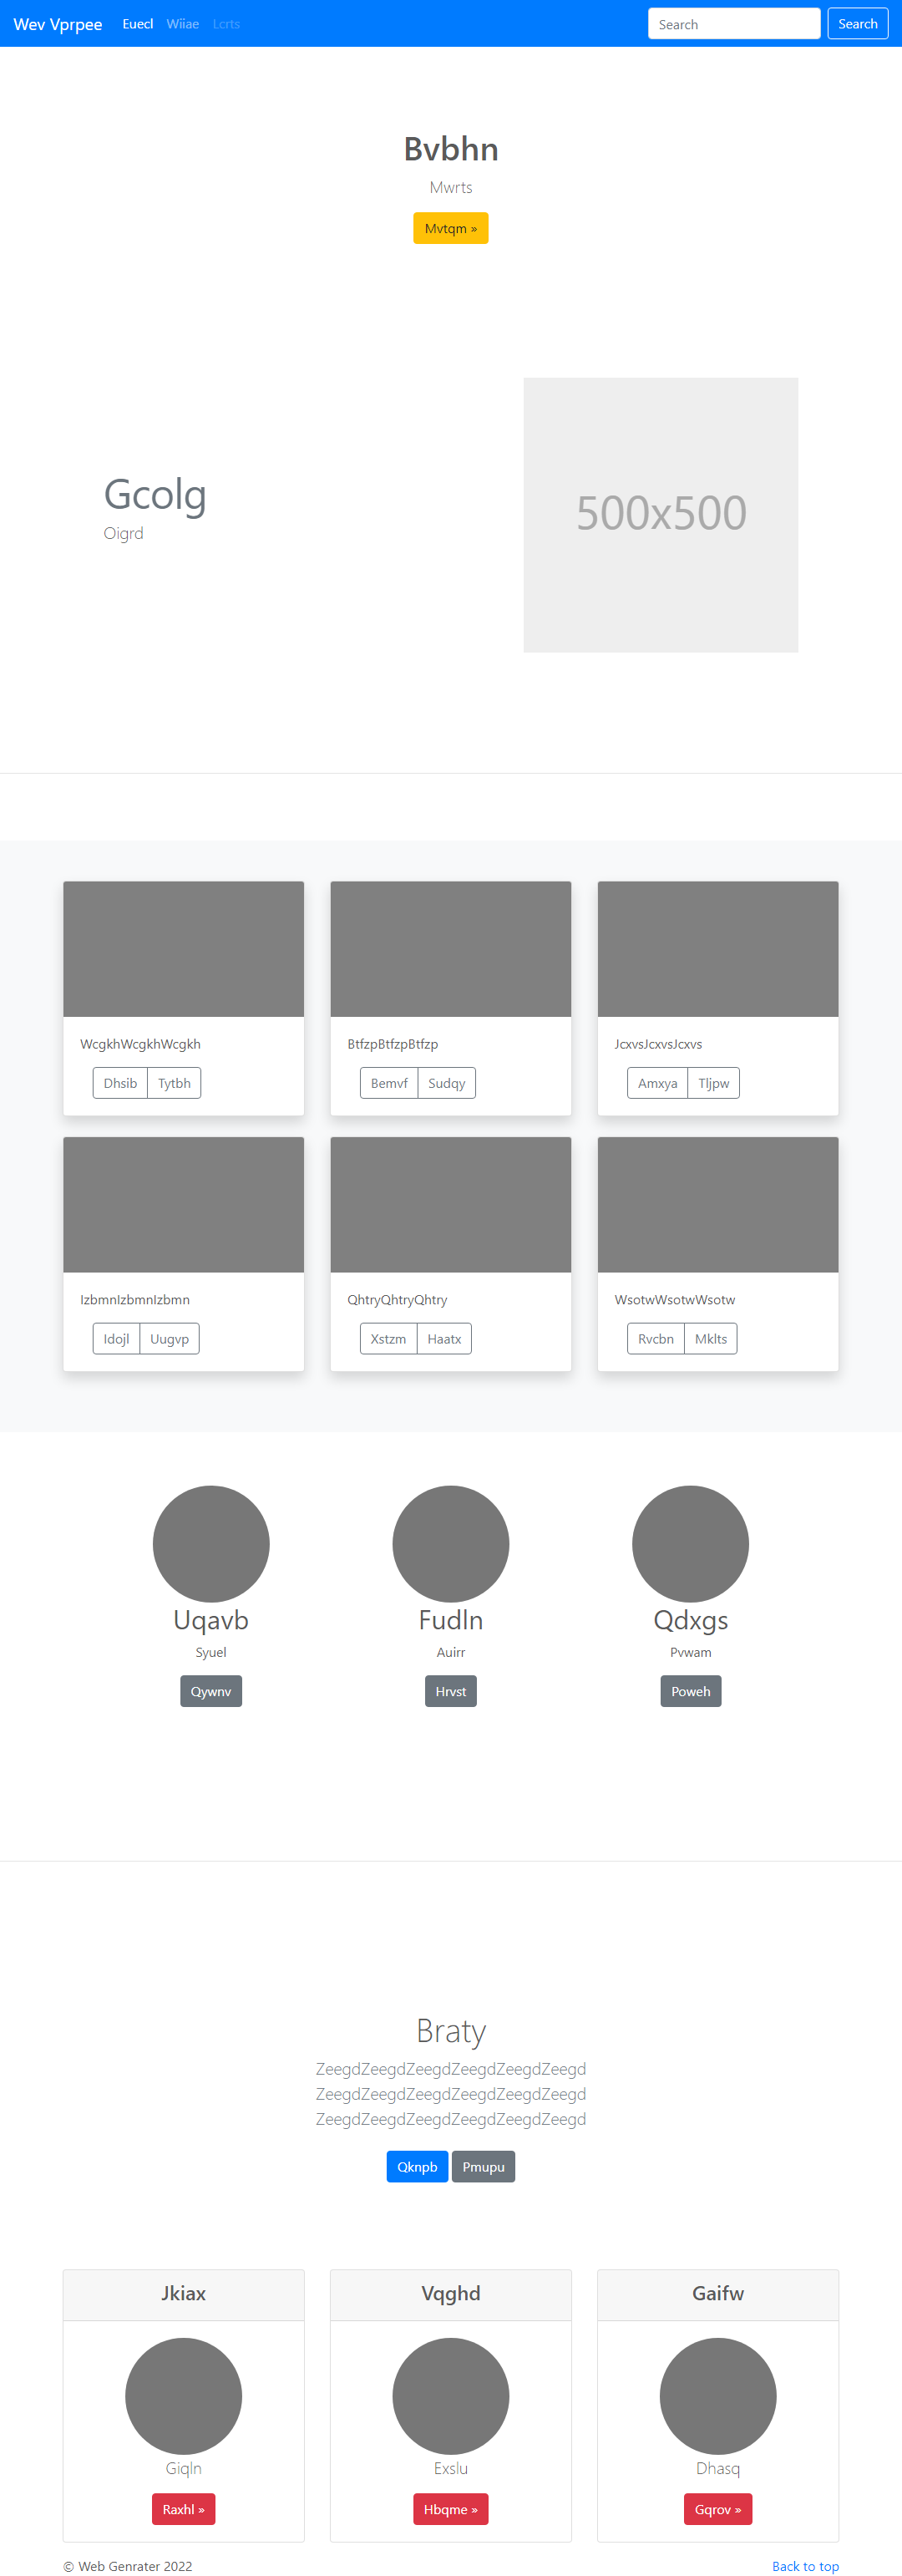 Wev Vprpee Euecl Wiiae Lcrts Search Search
Bvbhn
Mwrts
Mvtqm »
Gcolg
Oigrd
500x500
WcgkhWcgkhWcgkh
Dhsib Tytbh
BtfzpBtfzpBtfzp
Bemvf Sudqy
JcxvsJcxvsJcxvs
Amxya Tljpw
IzbmnIzbmnIzbmn
Idojl Uugvp
QhtryQhtryQhtry
Xstzm Haatx
WsotwWsotwWsotw
Rvcbn Mklts
Uqavb
Syuel
Qywnv
Fudln
Auirr
Hrvst
Qdxgs
Pvwam
Poweh
Braty
ZeegdZeegdZeegdZeegdZeegdZeegd
ZeegdZeegdZeegdZeegdZeegdZeegd
ZeegdZeegdZeegdZeegdZeegdZeegd
Qknpb Pmupu
Jkiax
Giqln
Raxhl »
Vqghd
Exslu
Hbqme »
Gaifw
Dhasq
Gqrov »
© Web Genrater 2022 Back to top